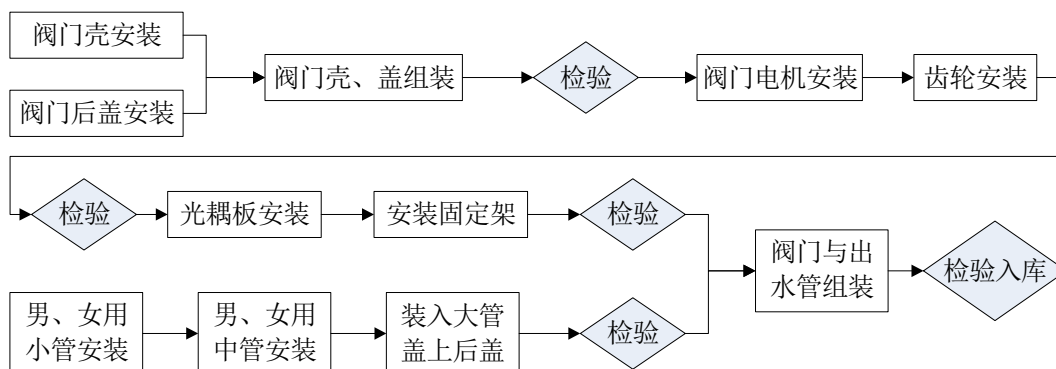 阀门壳安装
阀门后盖安装
阀门壳、盖组装
检验
阀门电机安装
齿轮安装
检验
光耦板安装
安装固定架
检验
男、女用
小管安装
男、女用
中管安装
装入大管
盖上后盖
检验
阀门与出
水管组装
检验入库